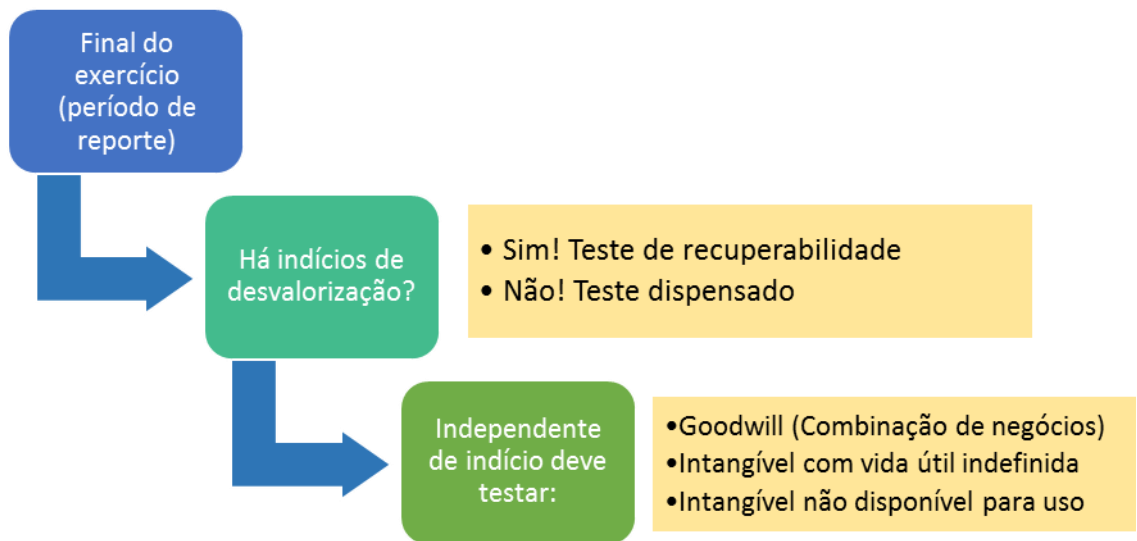 Final do
exercício
(período de
reporte)
Há indícios de
desvalorização?
• Sim! Teste de recuperabilidade
• Não! Teste dispensado
Independente
de indício deve
testar:
•Goodwill (Combinação de negócios)
•Intangível com vida útil indefinida
•Intangível não disponível para uso